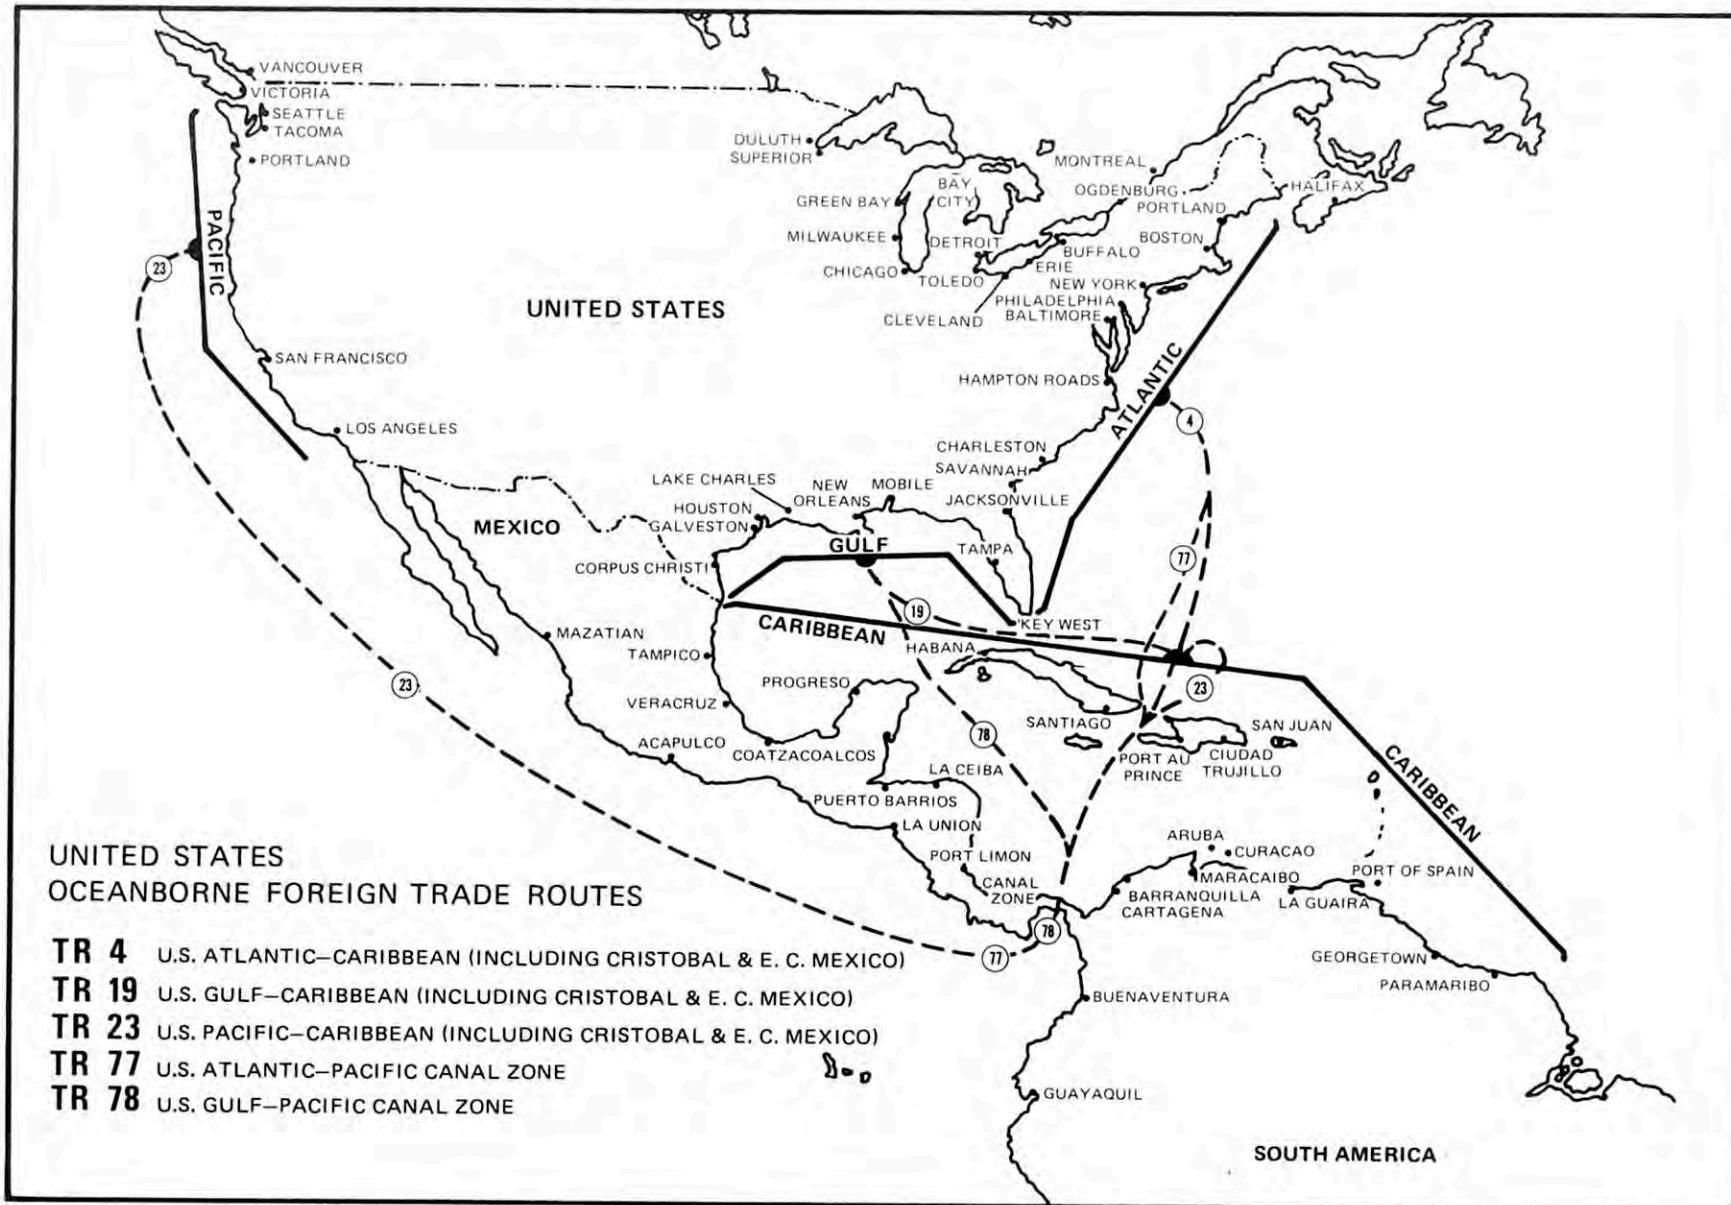 VANCOUVER
VICTORIA
SEATTLE
TACOMA
PORTLAND
PACIFIC
23
SAN FRANCISCO
LOS ANGELES
UNITED STATES
DULUTH
SUPERIOR
GREEN BAY
MILWAUKEE
CHICAGO
BAY
CITY
DETROIT
TOLEDO
CLEVELAND
ERIE
BUFFALO
MONTREAL
OGDENBURG
PORTLAND
HALIFAX
BOSTON
NEW YORK
PHILADELPHIA
BALTIMORE
HAMPTON ROADS
ATLANTIC
4
CHARLESTON
SAVANNAH
JACKSONVILLE
LAKE CHARLES
NEW
ORLEANS
MOBILE
HOUSTON
GALVESTON
MEXICO
GULF
TAMPA
CORPUS CHRISTI
77
19
KEY WEST
CARIBBEAN
MAZATIAN
TAMPICO
HABANA
23
PROGRESO
23
VERACRUZ
78
SANTIAGO
SAN JUAN
ACAPULCO
COATZACOALCOS
PORT AU
PRINCE
CIUDAD
TRUJILLO
CARIBBEAN
LA CEIBA
PUERTO BARRIOS
LA UNION
ARUBA
CURACAO
PORT LIMON
CANAL
ZONE
MARACAIBO
BARRANQUILLA
CARTAGENA
LA GUAIRA
PORT OF SPAIN
78
77
GEORGETOWN
PARAMARIBO
BUENAVENTURA
GUAYAQUIL
SOUTH AMERICA
UNITED STATES
OCEANBORNE FOREIGN TRADE ROUTES
TR 4 U.S. ATLANTIC–CARIBBEAN (INCLUDING CRISTOBAL & E. C. MEXICO)
TR 19 U.S. GULF–CARIBBEAN (INCLUDING CRISTOBAL & E. C. MEXICO)
TR 23 U.S. PACIFIC–CARIBBEAN (INCLUDING CRISTOBAL & E. C. MEXICO)
TR 77 U.S. ATLANTIC–PACIFIC CANAL ZONE
TR 78 U.S. GULF–PACIFIC CANAL ZONE